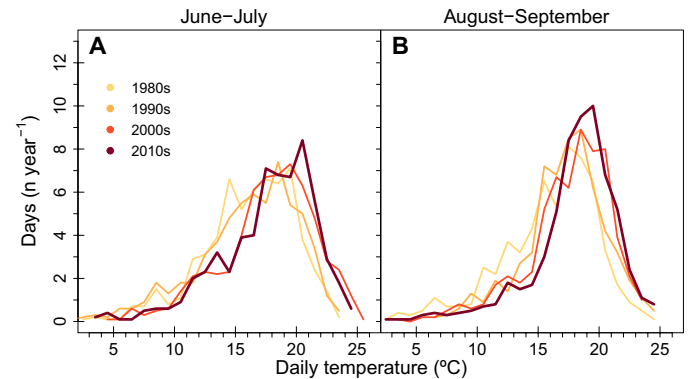 June−July
August−September
A
B
1980s
1990s
2000s
2010s
Days (n year⁻¹)
0
2
4
6
8
10
12
5
10
15
20
25
5
10
15
20
25
Daily temperature (ºC)